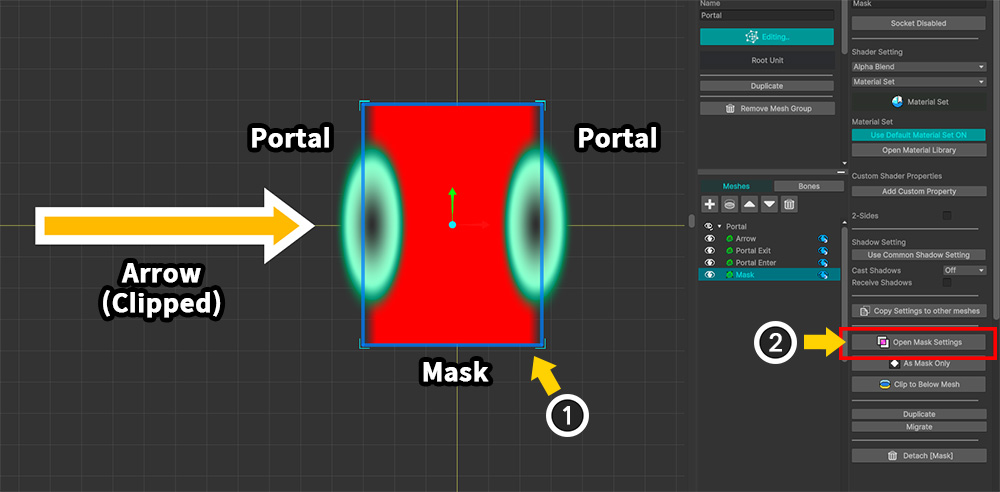 Portal
Portal
Arrow
(Clipped)
Mask
1
2
Name
Portal
Editing..
Root Unit
Duplicate
Remove Mesh Group
Meshes
Bones
Portal
Arrow
Portal Exit
Portal Enter
Mask
Mask
Socket Disabled
Shader Setting
Alpha Blend
Material Set
Material Set
Material Set
Use Default Material Set ON
Open Material Library
Custom Shader Properties
Add Custom Property
2-Sides
Shadow Setting
Use Common Shadow Setting
Cast Shadows Off
Receive Shadows
Copy Settings to other meshes
Open Mask Settings
As Mask Only
Clip to Below Mesh
Duplicate
Migrate
Detach [Mask]